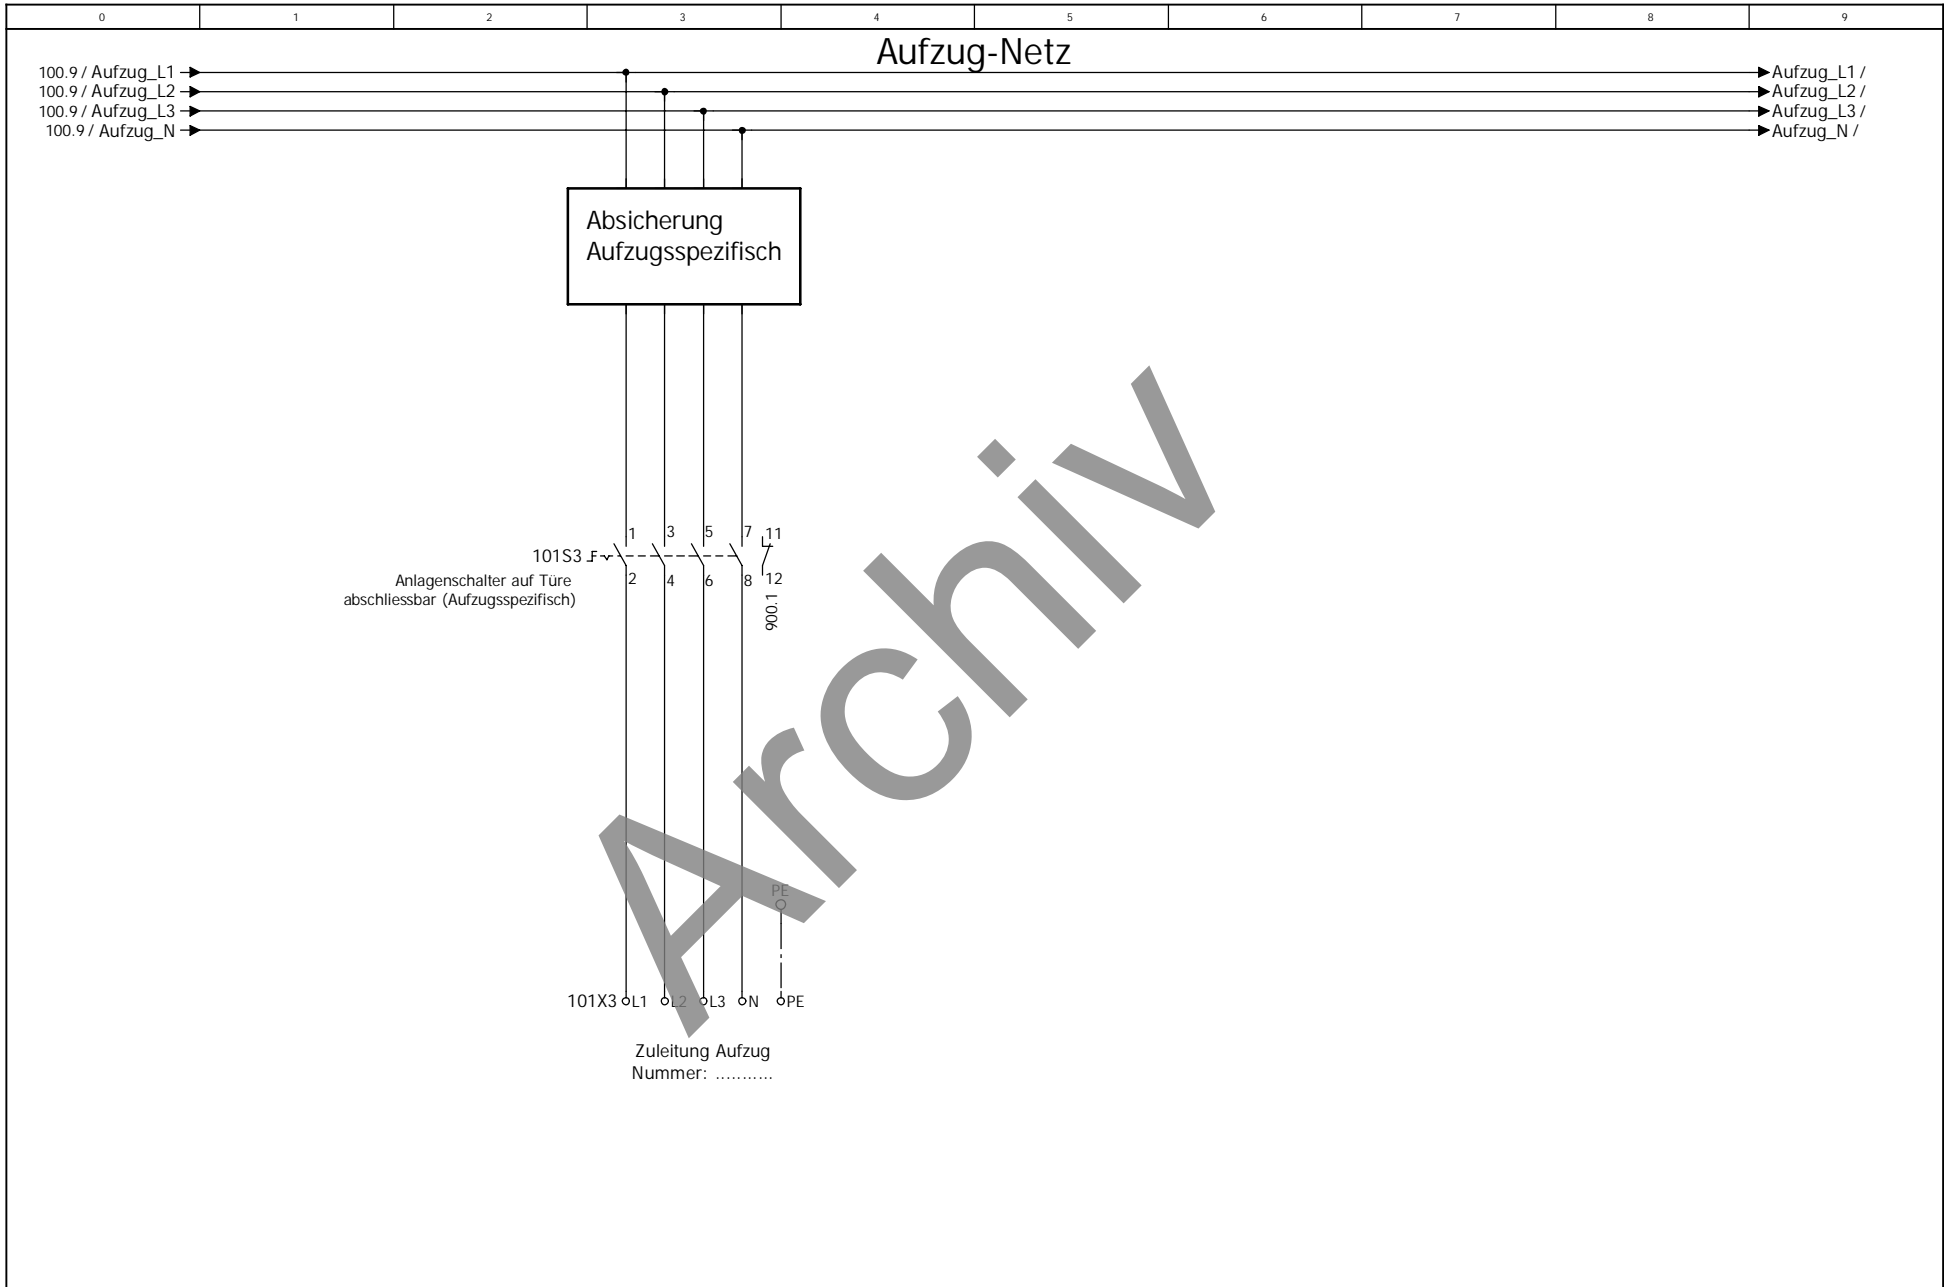 0 1 2 3 4 5 6 7 8 9
Aufzug-Netz
100.9 / Aufzug_L1
Aufzug_L1 /
100.9 / Aufzug_L2
Aufzug_L2 /
100.9 / Aufzug_L3
Aufzug_L3 /
100.9 / Aufzug_N
Aufzug_N /
Absicherung
Aufzugsspezifisch
1 3 5 7 11
101S3
2 4 6 8 12
Anlagenschalter auf Türe
abschliessbar (Aufzugsspezifisch)
900.1
Archiv
PE
101X3 L1 L2 L3 N PE
Zuleitung Aufzug
Nummer: ...........